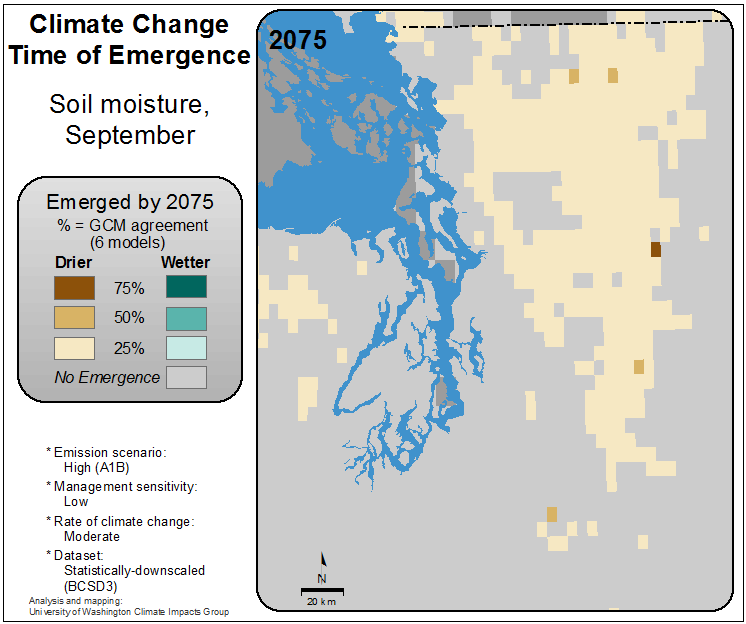 Climate Change
Time of Emergence
Soil moisture,
September
Emerged by 2075
% = GCM agreement
(6 models)
Drier Wetter
75%
50%
25%
No Emergence
* Emission scenario:
High (A1B)
* Management sensitivity:
Low
* Rate of climate change:
Moderate
* Dataset:
Statistically-downscaled
(BCSD3)
Analysis and mapping:
University of Washington Climate Impacts Group
2075
N
20 km